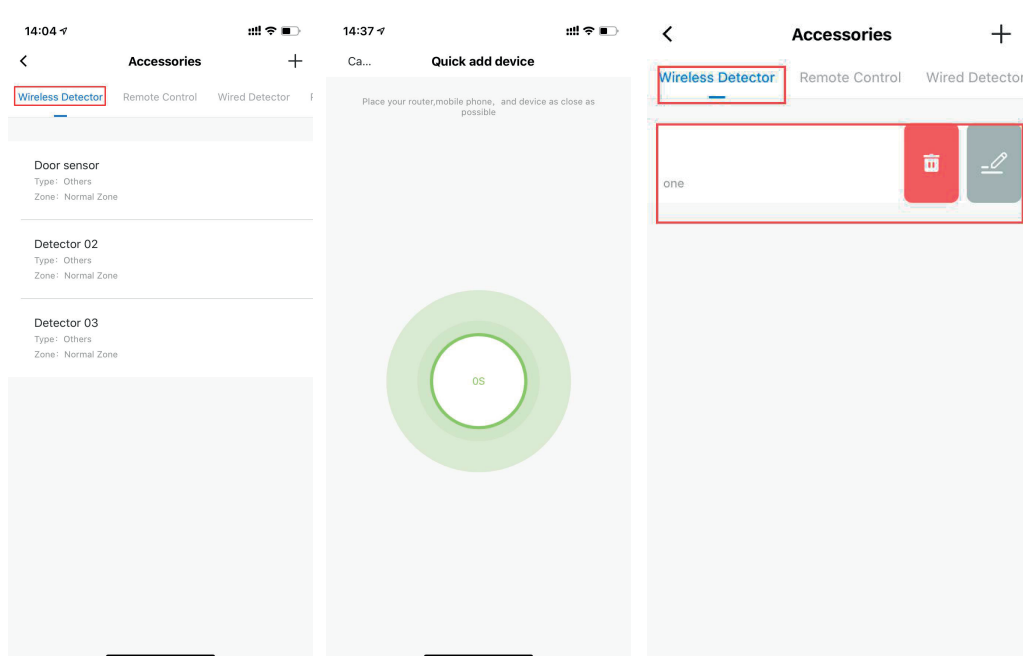 14:04
Accessories
Wireless Detector
Remote Control
Wired Detector
Door sensor
Type: Others
Zone: Normal Zone
Detector 02
Type: Others
Zone: Normal Zone
Detector 03
Type: Others
Zone: Normal Zone
14:37
Ca...
Quick add device
Place your router,mobile phone, and device as close as
possible
0S
Accessories
Wireless Detector
Remote Control
Wired Detector
one